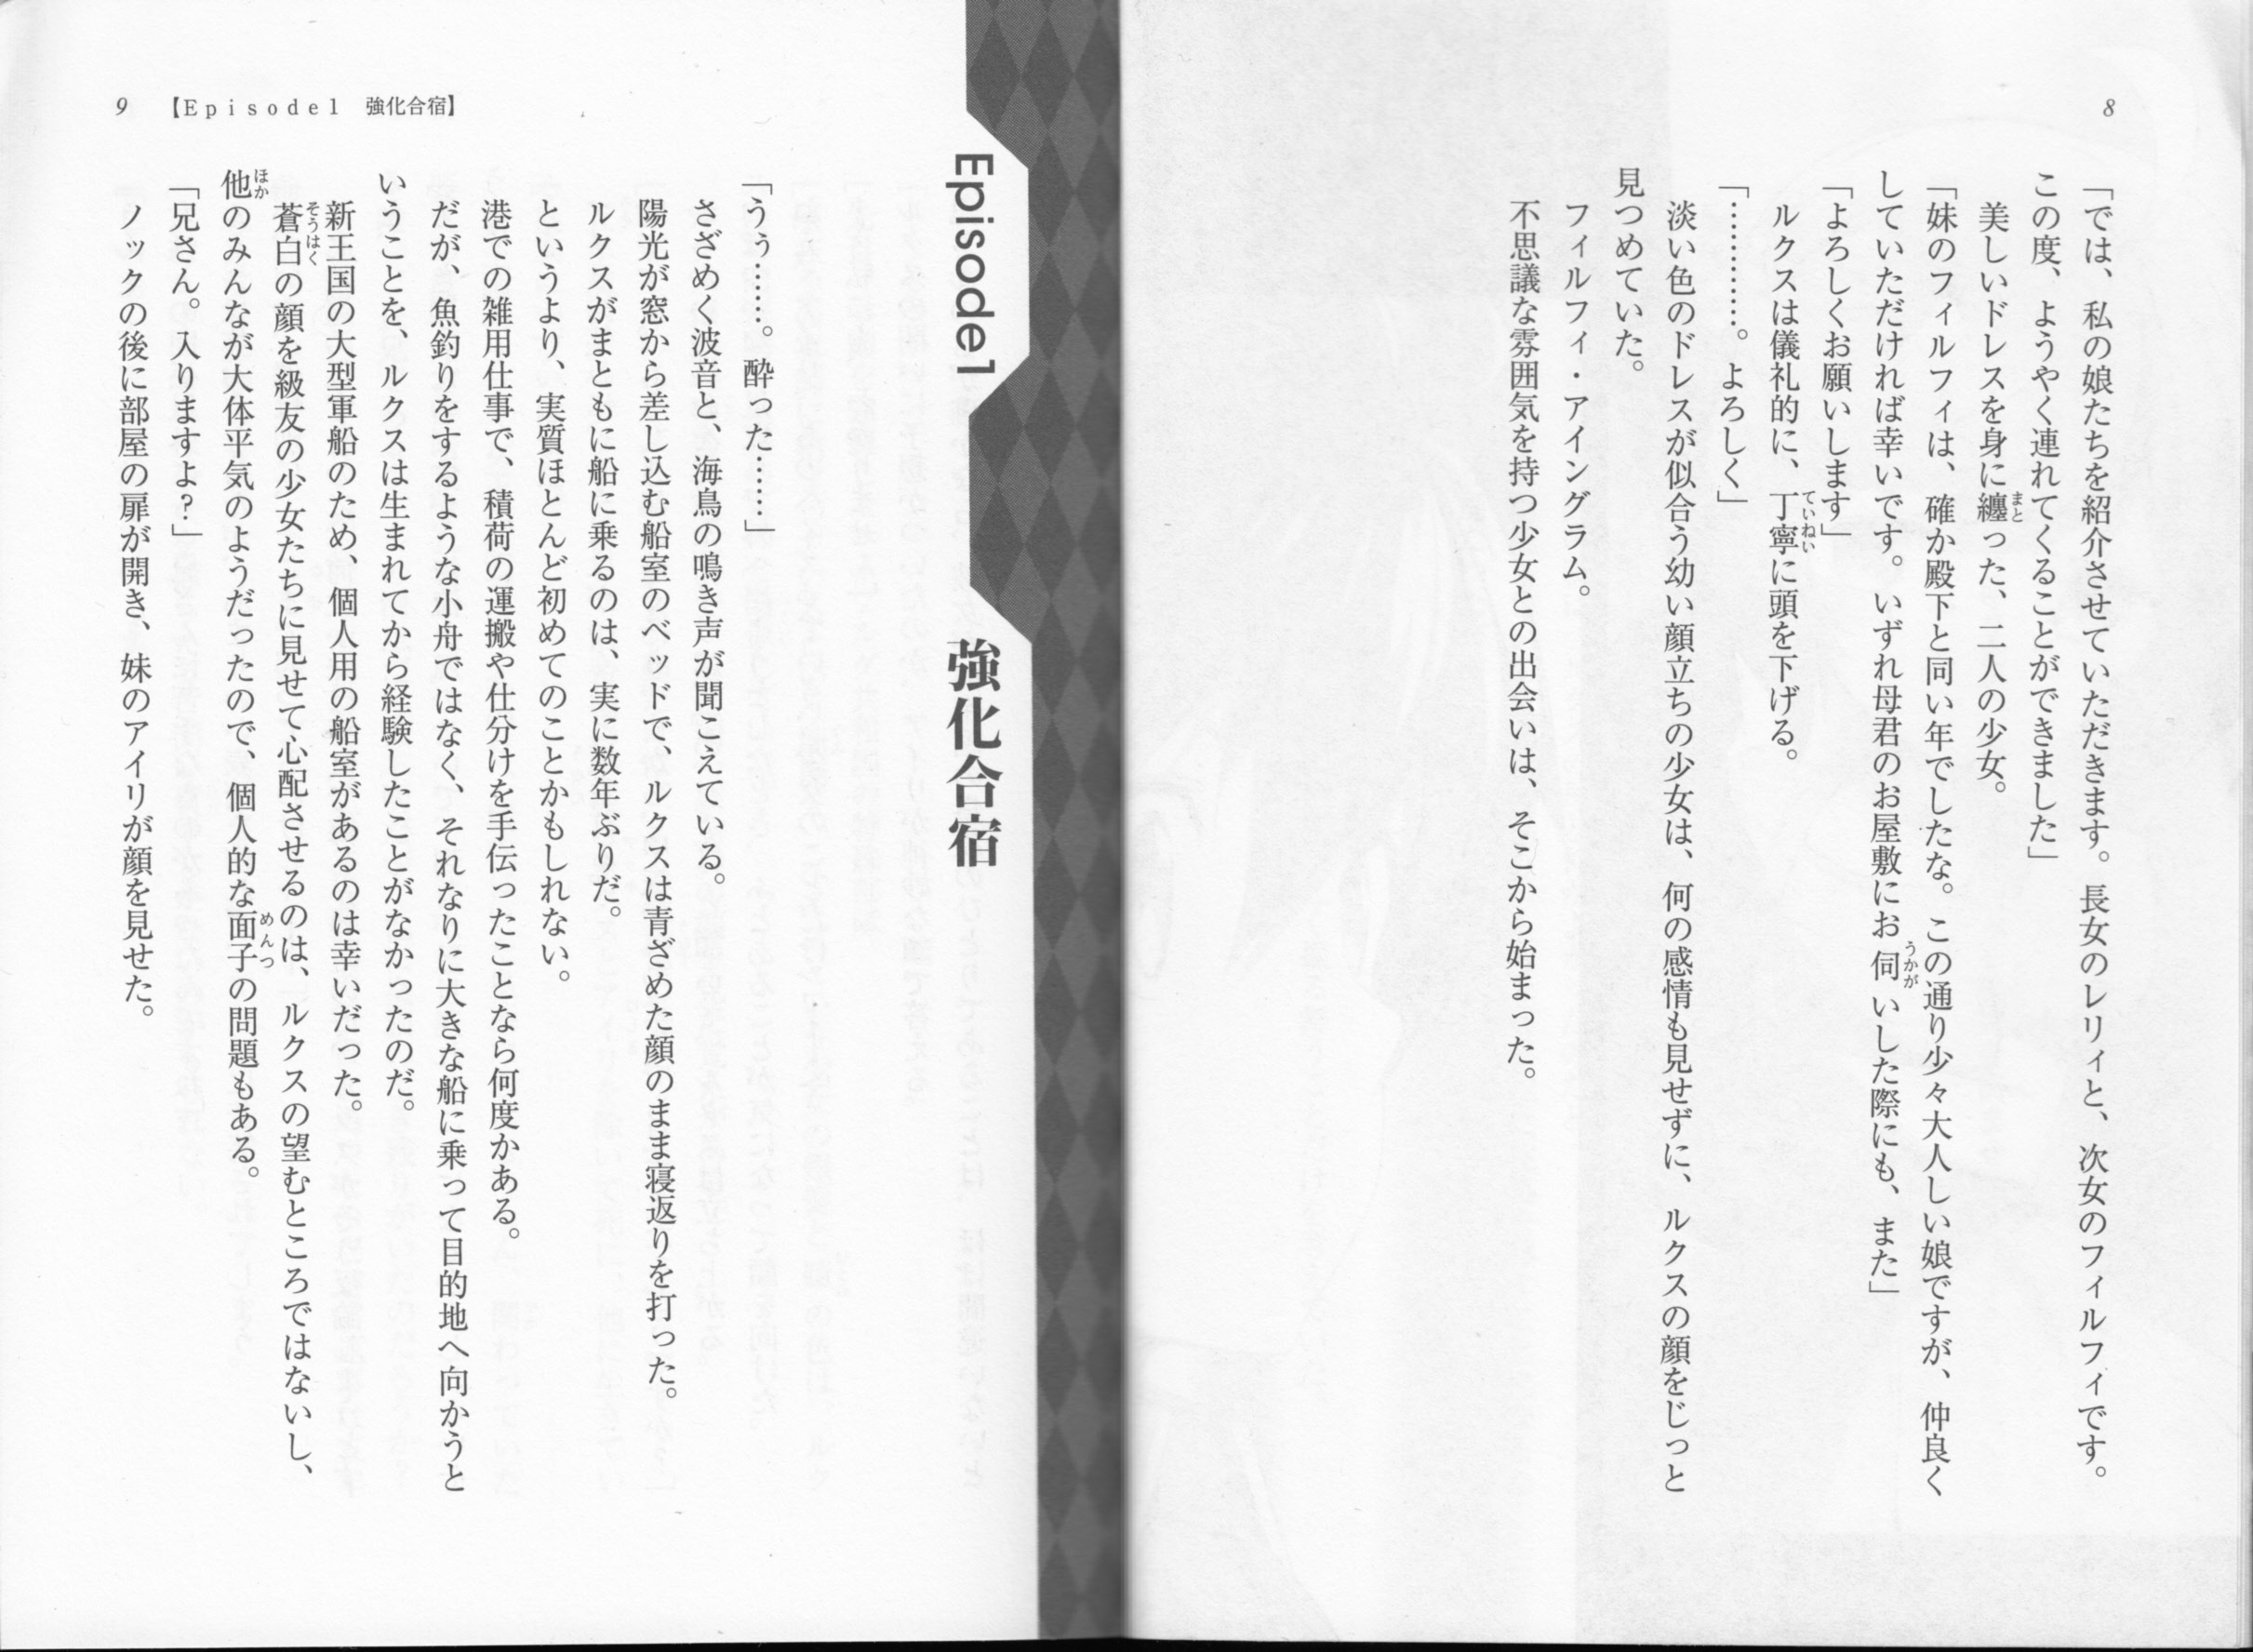 8
「では、私の娘たちを紹介させていただきます。長女のレリィと、次女のフィルフィです。
この度、ようやく連れてくることができました」
美しいドレスを身に纏った、二人の少女。
「妹のフィルフィは、確か殿下と同い年でしたな。この通り少々大人しい娘ですが、仲良く
していただければ幸いです。いずれ母君のお屋敷にお伺いした際にも、また」
「よろしくお願いします」
ルクスは儀礼的に、丁寧に頭を下げる。
「…………。よろしく」
淡い色のドレスが似合う幼い顔立ちの少女は、何の感情も見せずに、ルクスの顔をじっと
見つめていた。
フィルフィ・アイングラム。
不思議な雰囲気を持つ少女との出会いは、そこから始まった。
9 【Episode1 強化合宿】
Episode1 強化合宿
「うぅ……。酔った……」
さざめく波音と、海鳥の鳴き声が聞こえている。
陽光が窓から差し込む船室のベッドで、ルクスは青ざめた顔のまま寝返りを打った。
ルクスがまともに船に乗るのは、実に数年ぶりだ。
というより、実質ほとんど初めてのことかもしれない。
港での雑用仕事で、積荷の運搬や仕分けを手伝ったことなら何度かある。
だが、魚釣りをするような小舟ではなく、それなりに大きな船に乗って目的地へ向かうと
いうことを、ルクスは生まれてから経験したことがなかったのだ。
新王国の大型軍船のため、個人用の船室があるのは幸いだった。
蒼白の顔を級友の少女たちに見せて心配させるのは、ルクスの望むところではないし、
他のみんなが大体平気のようだったので、個人的な面子の問題もある。
「兄さん。入りますよ?」
ノックの後に部屋の扉が開き、妹のアイリが顔を見せた。